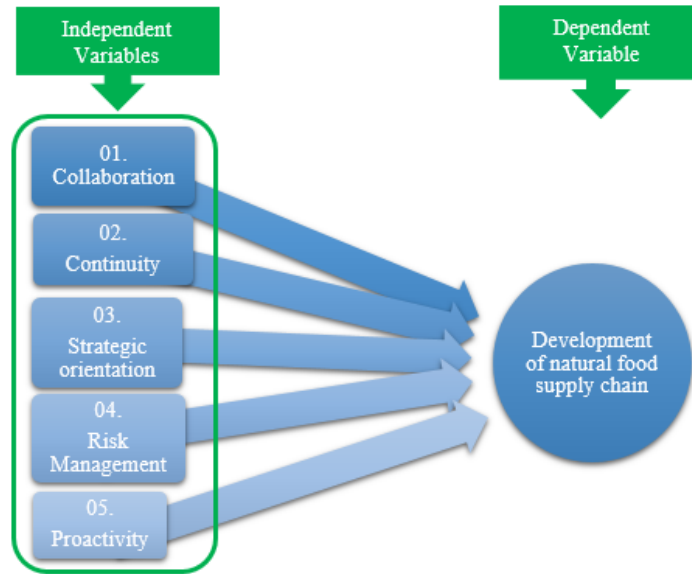 Independent
Variables
Dependent
Variable
01.
Collaboration
02.
Continuity
03.
Strategic
orientation
04.
Risk
Management
05.
Proactivity
Development
of natural food
supply chain